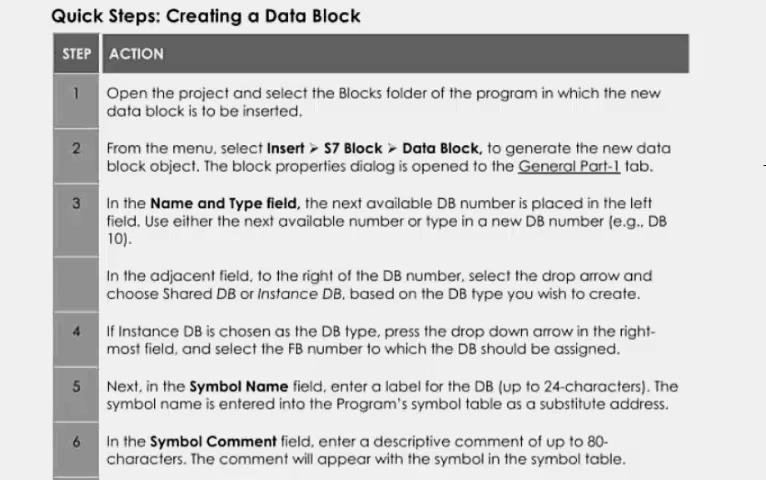 Quick Steps: Creating a Data Block
STEP ACTION
1 Open the project and select the Blocks folder of the program in which the new
data block is to be inserted.
2 From the menu, select Insert ➢ S7 Block ➢ Data Block, to generate the new data
block object. The block properties dialog is opened to the General Part-1 tab.
3 In the Name and Type field, the next available DB number is placed in the left
field. Use either the next available number or type in a new DB number (e.g., DB
10).
In the adjacent field, to the right of the DB number, select the drop arrow and
choose Shared DB or Instance DB, based on the DB type you wish to create.
4 If Instance DB is chosen as the DB type, press the drop down arrow in the right-
most field, and select the FB number to which the DB should be assigned.
5 Next, in the Symbol Name field, enter a label for the DB (up to 24-characters). The
symbol name is entered into the Program's symbol table as a substitute address.
6 In the Symbol Comment field, enter a descriptive comment of up to 80-
characters. The comment will appear with the symbol in the symbol table.